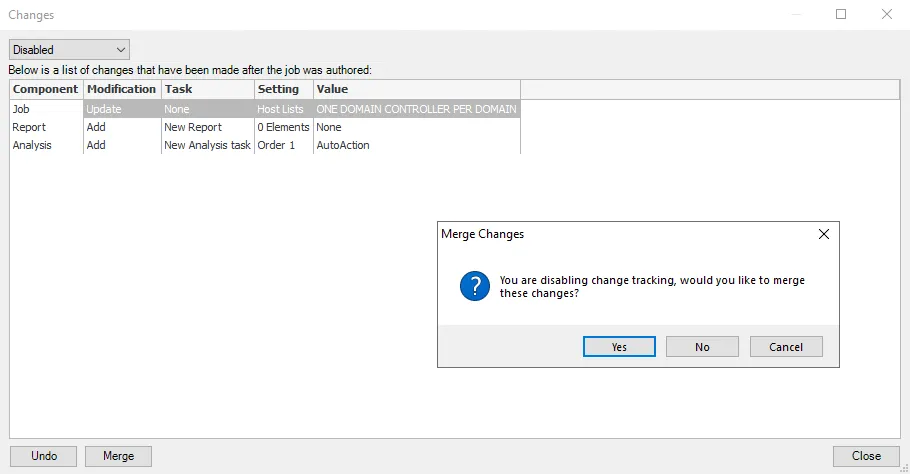 Changes
Disabled
Below is a list of changes that have been made after the job was authored:
Component Modification Task Setting Value
Job Update None Host Lists ONE DOMAIN CONTROLLER PER DOMAIN
Report Add New Report 0 Elements None
Analysis Add New Analysis task Order 1 AutoAction
Merge Changes
?
You are disabling change tracking, would you like to merge
these changes?
Yes No Cancel
Undo Merge Close